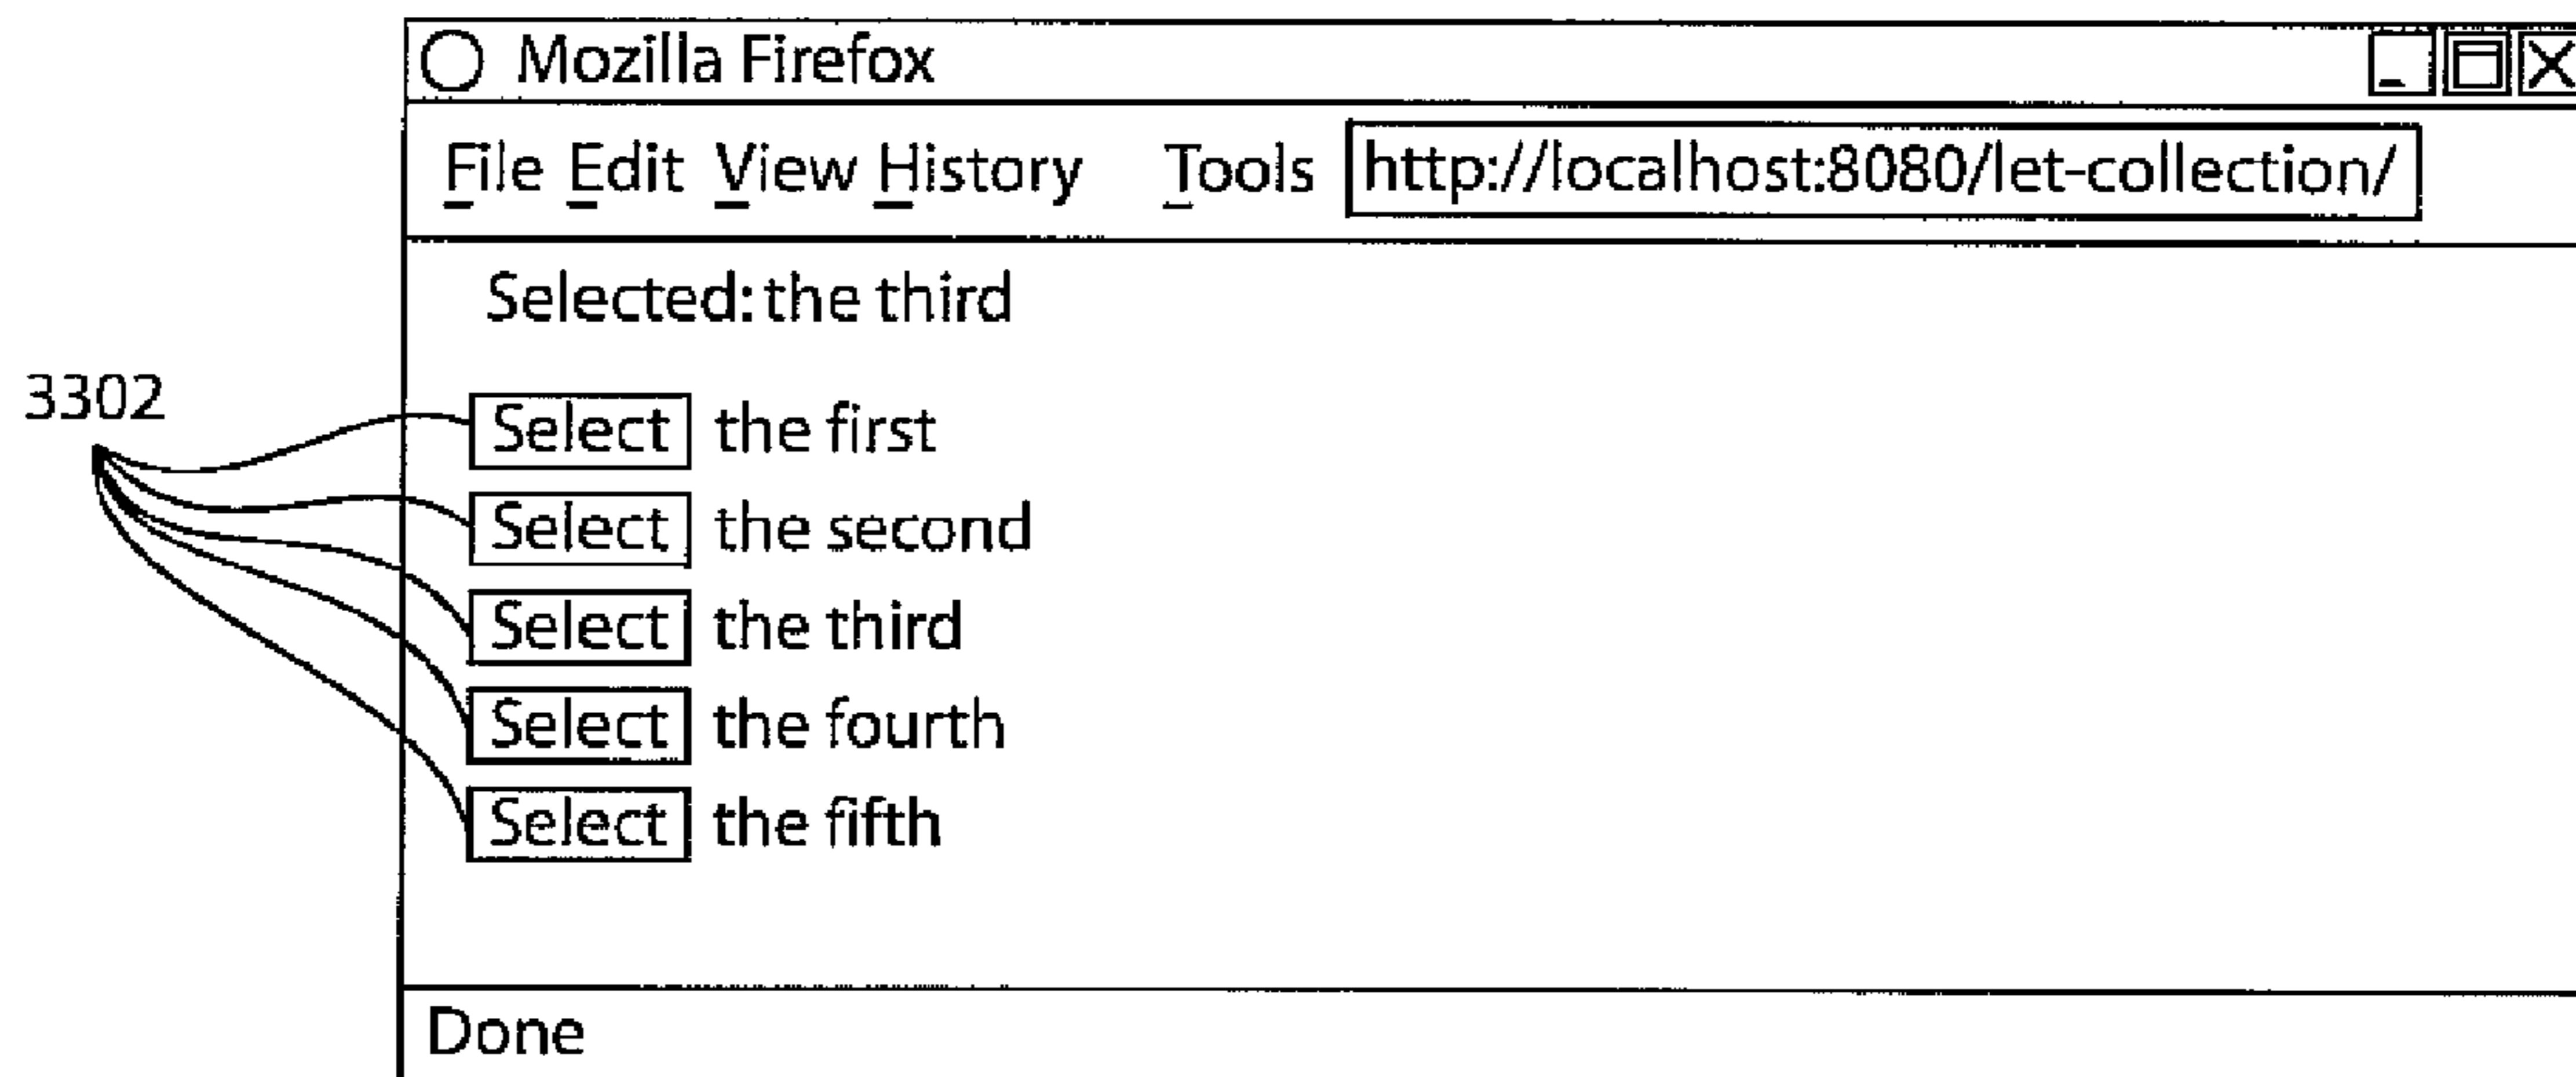 Mozilla Firefox
File Edit View History Tools http://localhost:8080/let-collection/
Selected: the third
3302
Select the first
Select the second
Select the third
Select the fourth
Select the fifth
Done